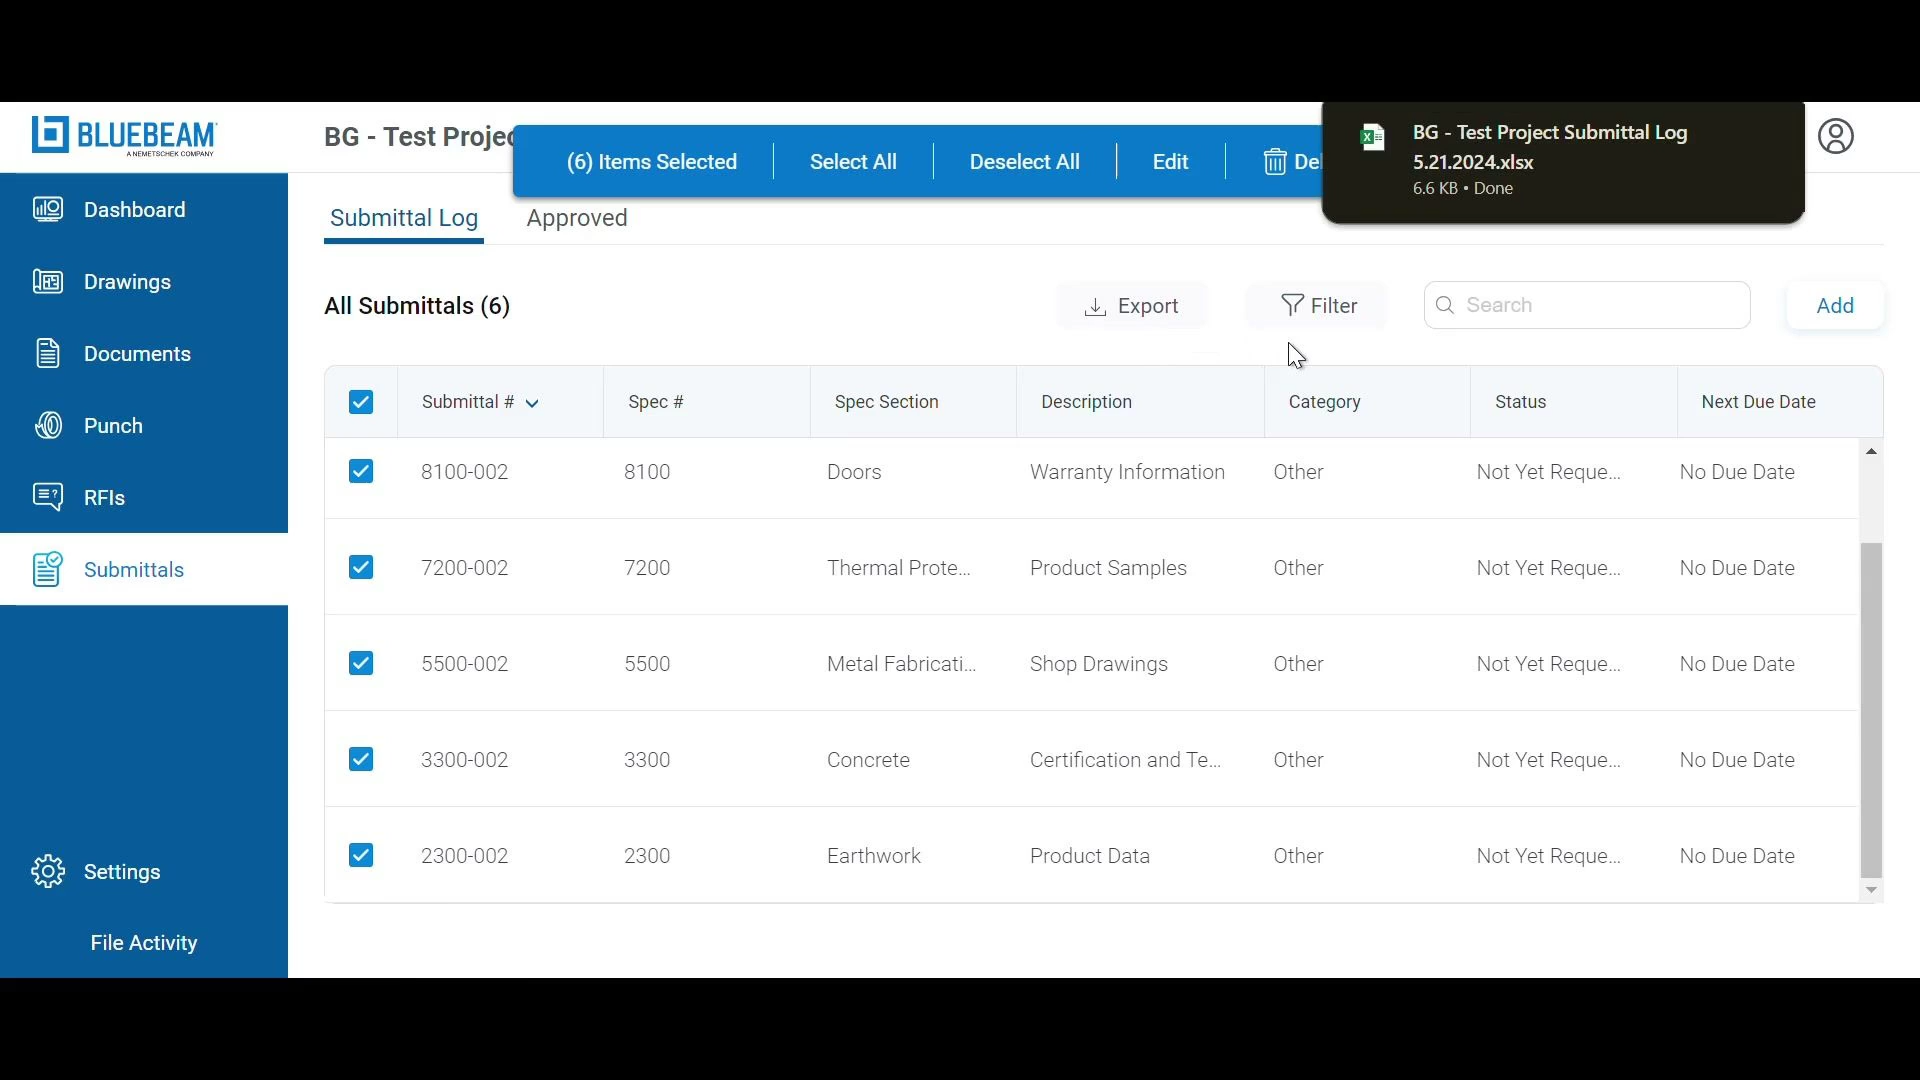 BLUEBEAM
A NEMETSCHEK COMPANY
BG - Test Projec
(6) Items Selected
Select All
Deselect All
Edit
Del
BG - Test Project Submittal Log
5.21.2024.xlsx
6.6 KB • Done
Dashboard
Drawings
Documents
Punch
RFIs
Submittals
Settings
File Activity
Submittal Log
Approved
All Submittals (6)
Export
Filter
Search
Add
Submittal # Spec # Spec Section Description Category Status Next Due Date
8100-002 8100 Doors Warranty Information Other Not Yet Reque... No Due Date
7200-002 7200 Thermal Prote... Product Samples Other Not Yet Reque... No Due Date
5500-002 5500 Metal Fabricati... Shop Drawings Other Not Yet Reque... No Due Date
3300-002 3300 Concrete Certification and Te... Other Not Yet Reque... No Due Date
2300-002 2300 Earthwork Product Data Other Not Yet Reque... No Due Date